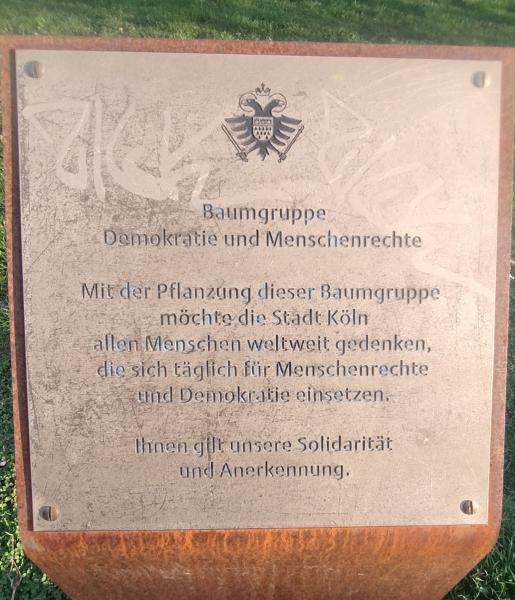 Baumgruppe
Demokratie und Menschenrechte
Mit der Pflanzung dieser Baumgruppe
möchte die Stadt Köln
allen Menschen weltweit gedenken,
die sich täglich für Menschenrechte
und Demokratie einsetzen.
Ihnen gilt unsere Solidarität
und Anerkennung.